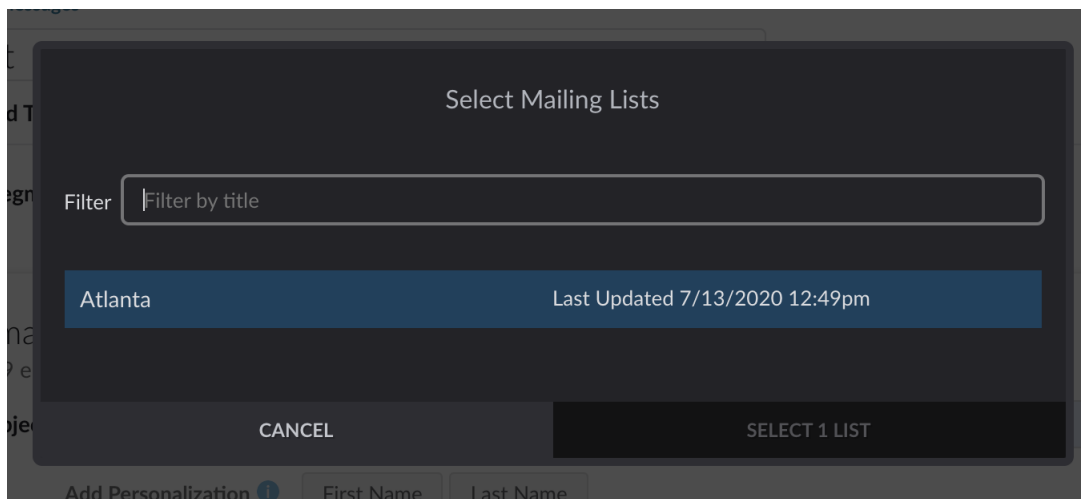 Select Mailing Lists
Filter Filter by title
Atlanta Last Updated 7/13/2020 12:49pm
CANCEL SELECT 1 LIST
Add Personalization First Name Last Name